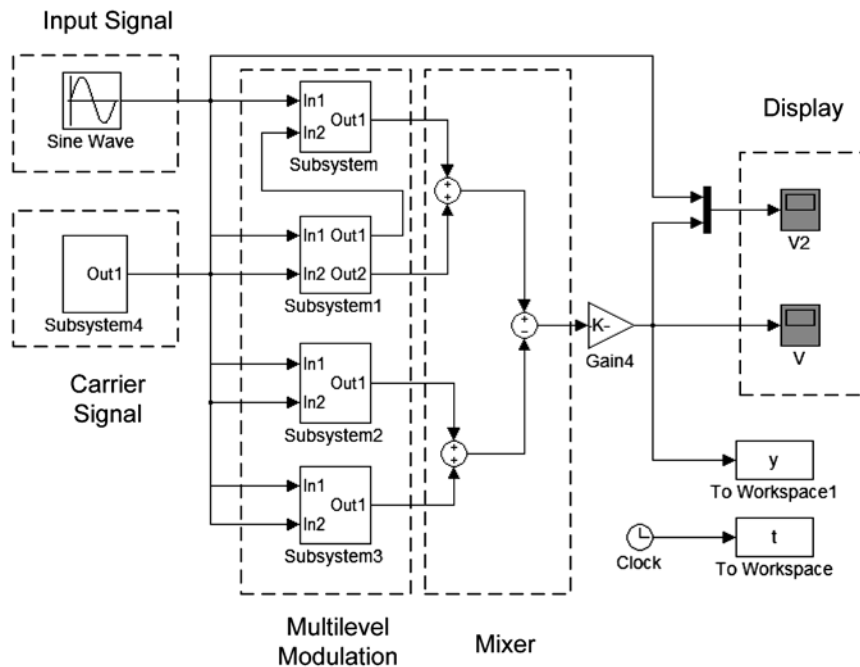 Input Signal
Sine Wave
Out1
Subsystem4
Carrier
Signal
In1
In2
Out1
Subsystem
In1 Out1
In2 Out2
Subsystem1
In1
In2
Out1
Subsystem2
In1
In2
Out1
Subsystem3
Multilevel
Modulation
+
+
+
+
+
−
Mixer
-K-
Gain4
Display
V2
V
y
To Workspace1
Clock
t
To Workspace